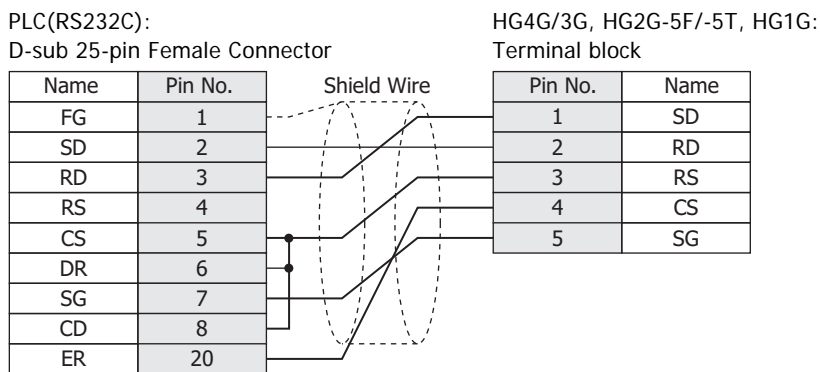 PLC(RS232C):
D-sub 25-pin Female Connector
HG4G/3G, HG2G-5F/-5T, HG1G:
Terminal block
Name Pin No. Shield Wire Pin No. Name
FG 1 1 SD
SD 2 2 RD
RD 3 3 RS
RS 4 4 CS
CS 5 5 SG
DR 6
SG 7
CD 8
ER 20